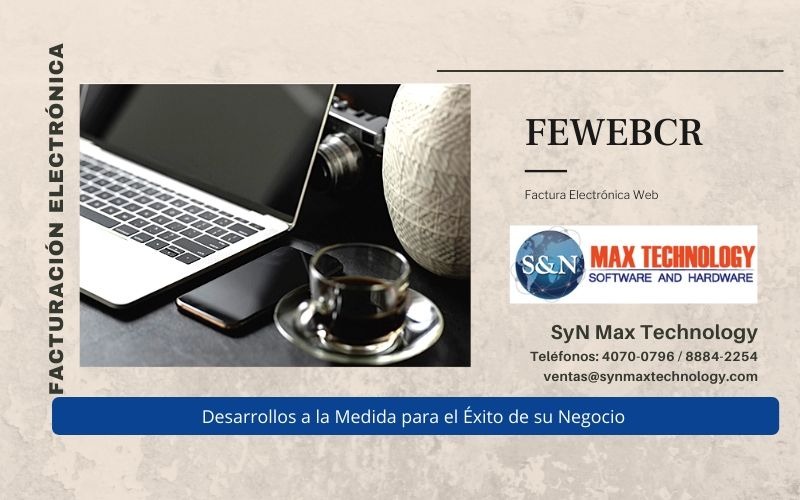 FACTURACIÓN ELECTRÓNICA
FEWEBCR
Factura Electrónica Web
S&N MAX TECHNOLOGY
SOFTWARE AND HARDWARE
SyN Max Technology
Teléfonos: 4070-0796 / 8884-2254
ventas@synmaxtechnology.com
Desarrollos a la Medida para el Éxito de su Negocio